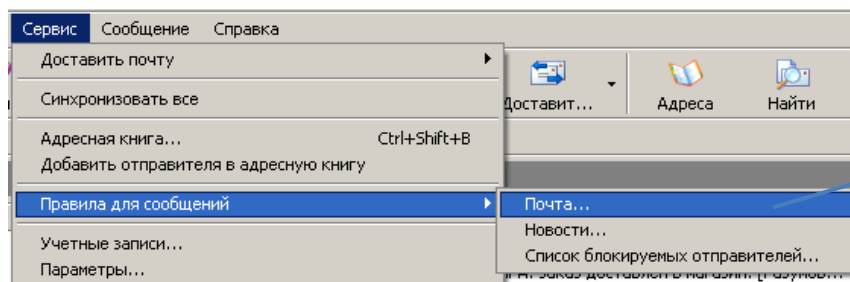 Сервис Сообщение Справка
Доставить почту
Синхронизовать все
Доставит... Адреса Найти
Адресная книга... Ctrl+Shift+B
Добавить отправителя в адресную книгу
Правила для сообщений
Почта...
Новости...
Список блокируемых отправителей...
Учетные записи...
Параметры...